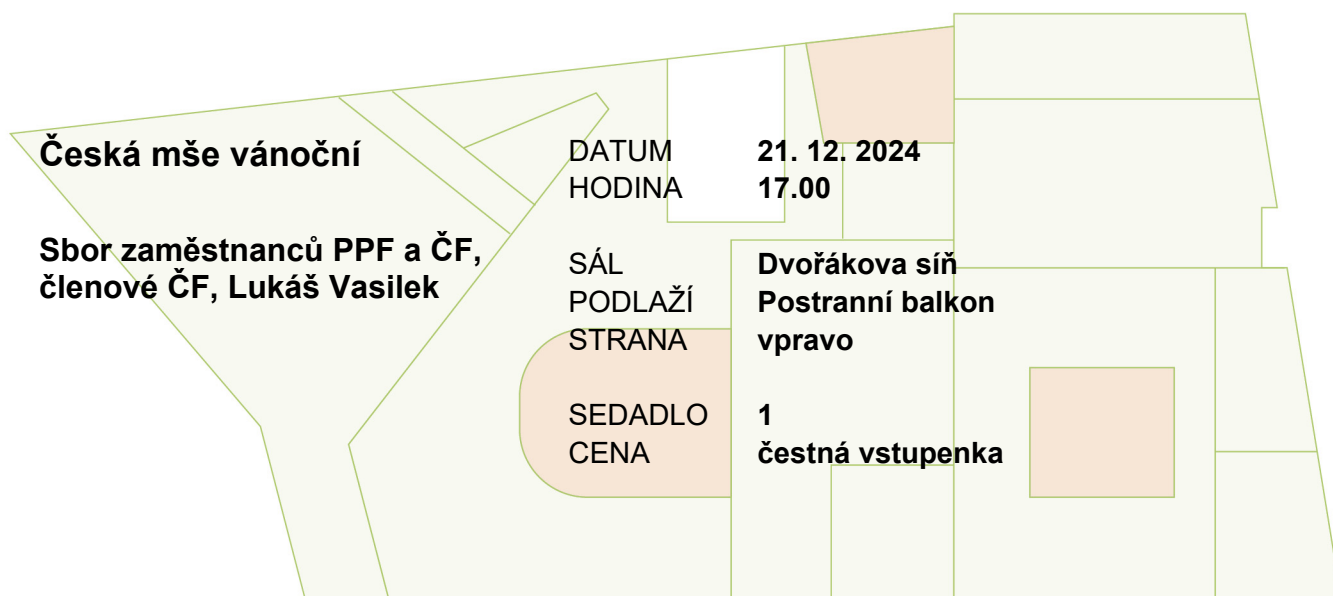 Česká mše vánoční
Sbor zaměstnanců PPF a ČF,
členové ČF, Lukáš Vasilek
DATUM 21. 12. 2024
HODINA 17.00
SÁL Dvořákova síň
PODLAŽÍ Postranní balkon
STRANA vpravo
SEDADLO 1
CENA čestná vstupenka